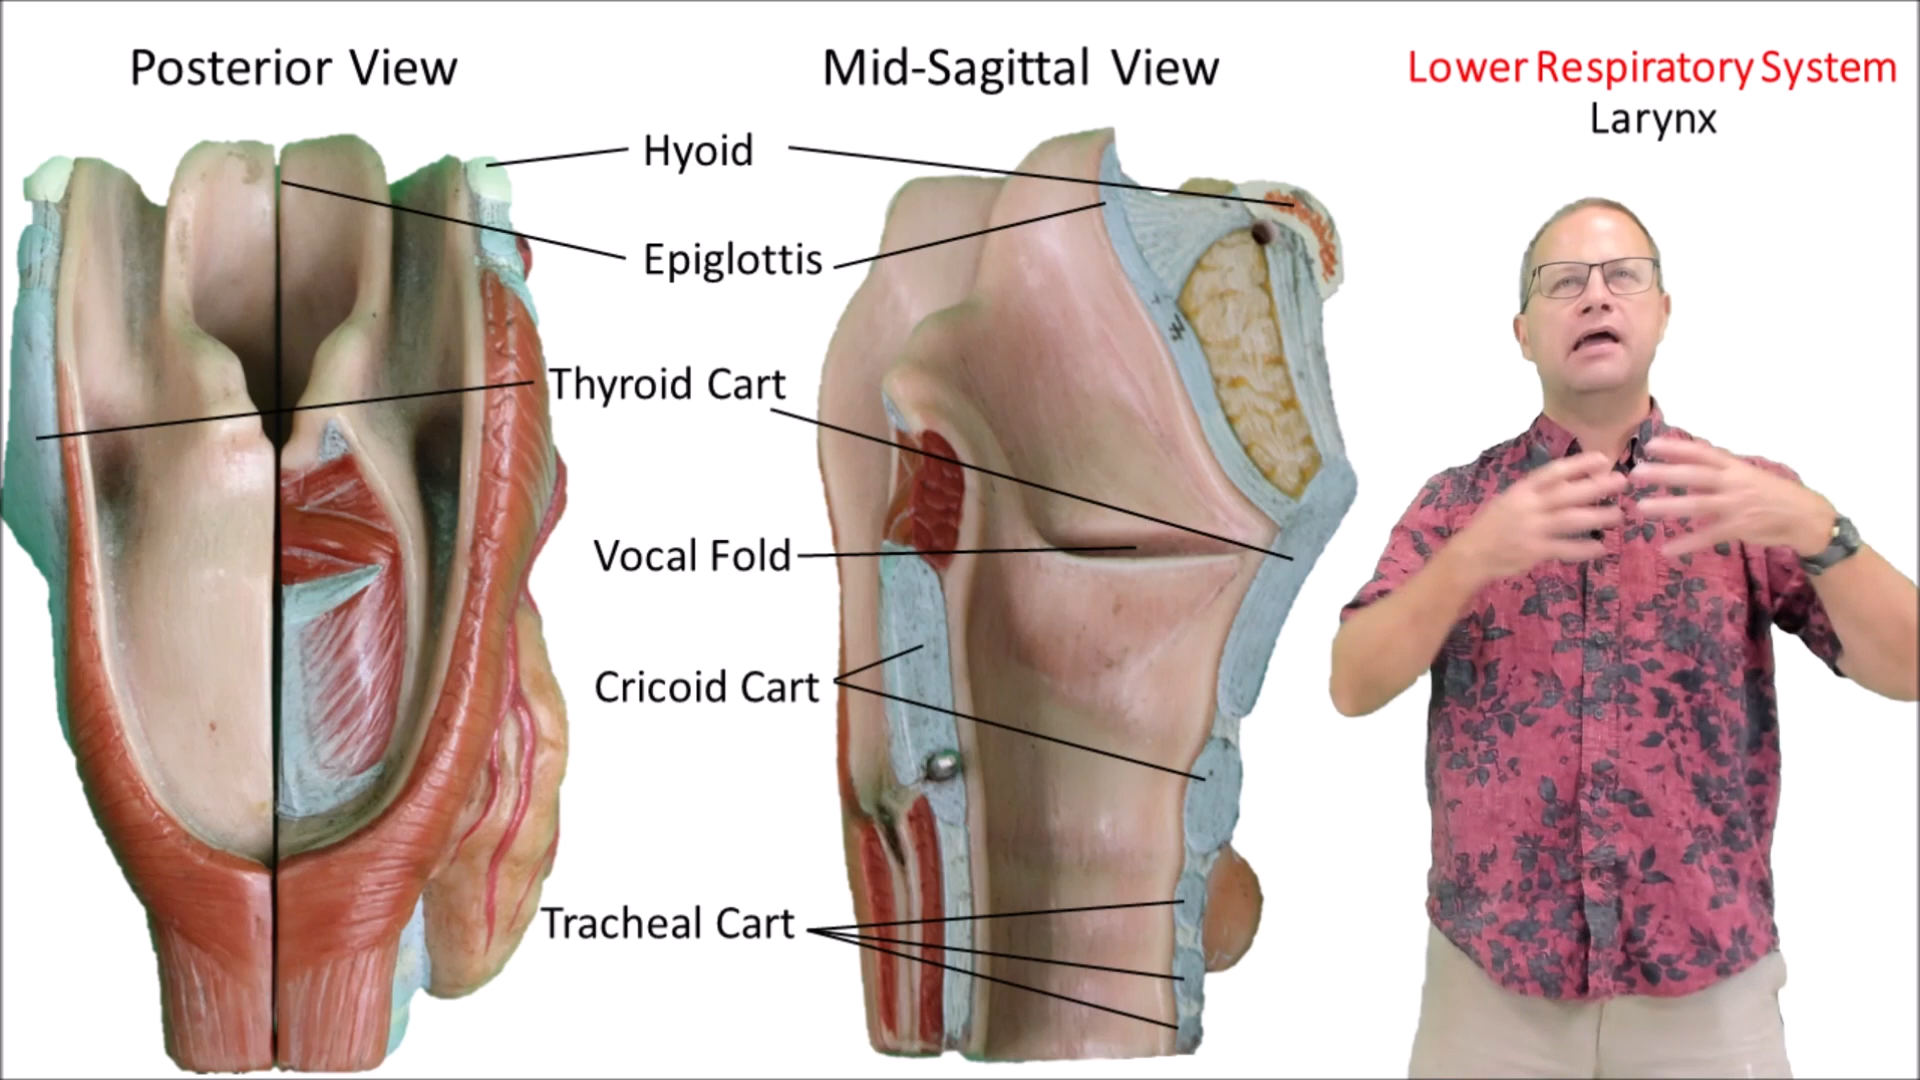 Posterior View
Mid-Sagittal View
Lower Respiratory System
Larynx
Hyoid
Epiglottis
Thyroid Cart
Vocal Fold
Cricoid Cart
Tracheal Cart